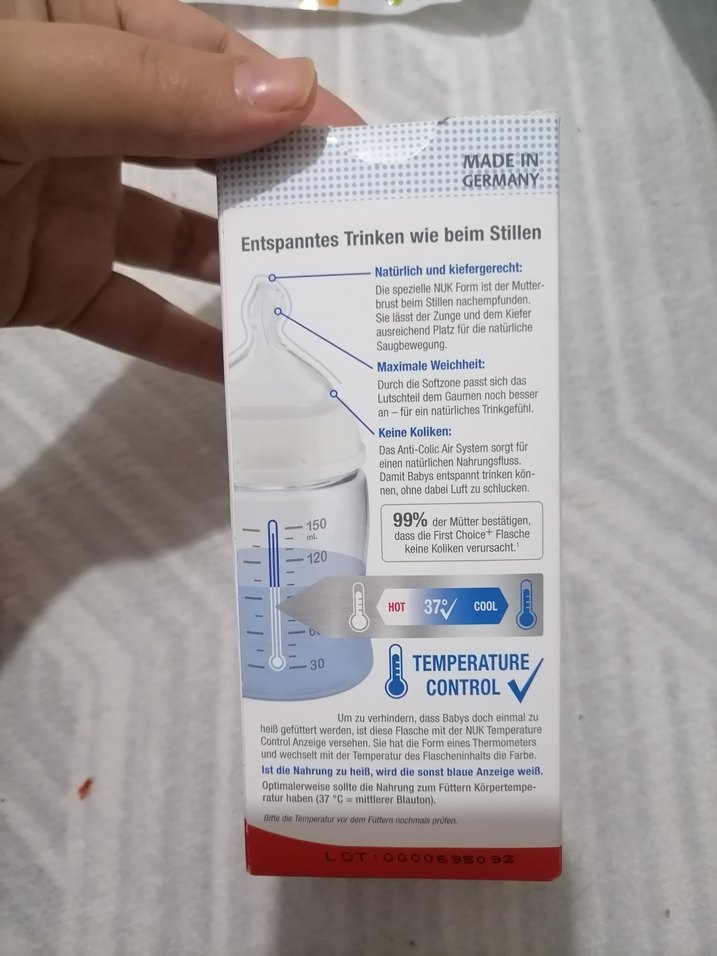 MADE IN
GERMANY
Entspanntes Trinken wie beim Stillen
Natürlich und kiefergerecht:
Die spezielle NUK Form ist der Mutter-
brust beim Stillen nachempfunden.
Sie lässt der Zunge und dem Kiefer
ausreichend Platz für die natürliche
Saugbewegung.
Maximale Weichheit:
Durch die Softzone passt sich das
Lutschteil dem Gaumen noch besser
an – für ein natürliches Trinkgefühl.
Keine Koliken:
Das Anti-Colic Air System sorgt für
einen natürlichen Nahrungsfluss.
Damit Babys entspannt trinken kön-
nen, ohne dabei Luft zu schlucken.
99% der Mütter bestätigen,
dass die First Choice⁺ Flasche
keine Koliken verursacht.¹
150
mL
120
HOT 37° COOL
30
TEMPERATURE
CONTROL
Um zu verhindern, dass Babys doch einmal zu
heiß gefüttert werden, ist diese Flasche mit der NUK Temperature
Control Anzeige versehen. Sie hat die Form eines Thermometers
und wechselt mit der Temperatur des Flascheninhalts die Farbe.
Ist die Nahrung zu heiß, wird die sonst blaue Anzeige weiß.
Optimalerweise sollte die Nahrung zum Füttern Körpertempe-
ratur haben (37 °C = mittlerer Blauton).
Bitte die Temperatur vor dem Füttern nochmals prüfen.
LOT:0000695092